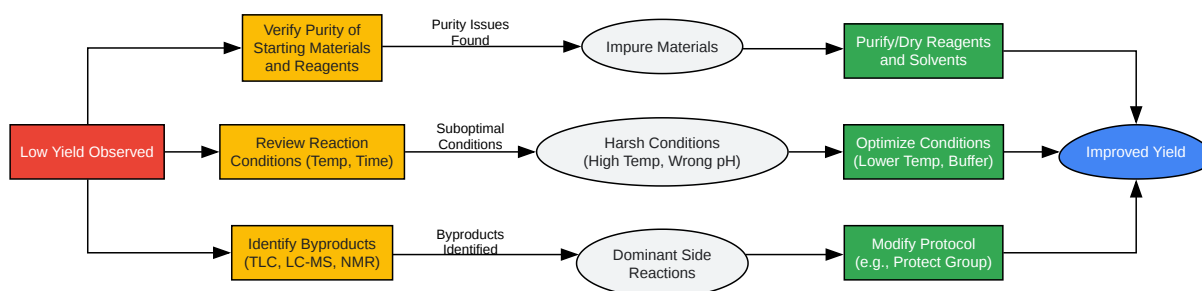 Low Yield Observed
Verify Purity of
Starting Materials
and Reagents
Purity Issues
Found
Impure Materials
Purify/Dry Reagents
and Solvents
Review Reaction
Conditions (Temp, Time)
Suboptimal
Conditions
Harsh Conditions
(High Temp, Wrong pH)
Optimize Conditions
(Lower Temp, Buffer)
Improved Yield
Identify Byproducts
(TLC, LC-MS, NMR)
Byproducts
Identified
Dominant Side
Reactions
Modify Protocol
(e.g., Protect Group)